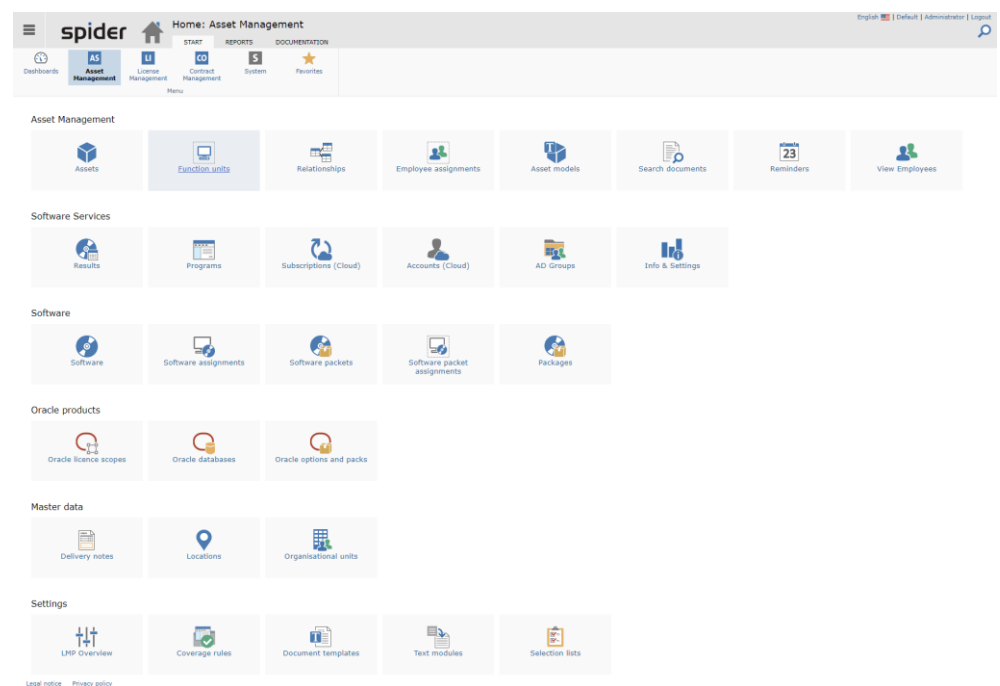 English | Default | Administrator | Logout
spider
Home: Asset Management
START REPORTS DOCUMENTATION
AS LI CO S
Dashboards Asset Management License Management Contract Management System Favorites
Menu
Asset Management
T
23
Assets Function units Relationships Employee assignments Asset models Search documents Reminders View Employees
Software Services
Results Programs Subscriptions (Cloud) Accounts (Cloud) AD Groups Info & Settings
Software
Software Software assignments Software packets Software packet assignments Packages
Oracle products
Oracle licence scopes Oracle databases Oracle options and packs
Master data
Delivery notes Locations Organisational units
Settings
T
LMP Overview Coverage rules Document templates Text modules Selection lists
Legal notice Privacy policy